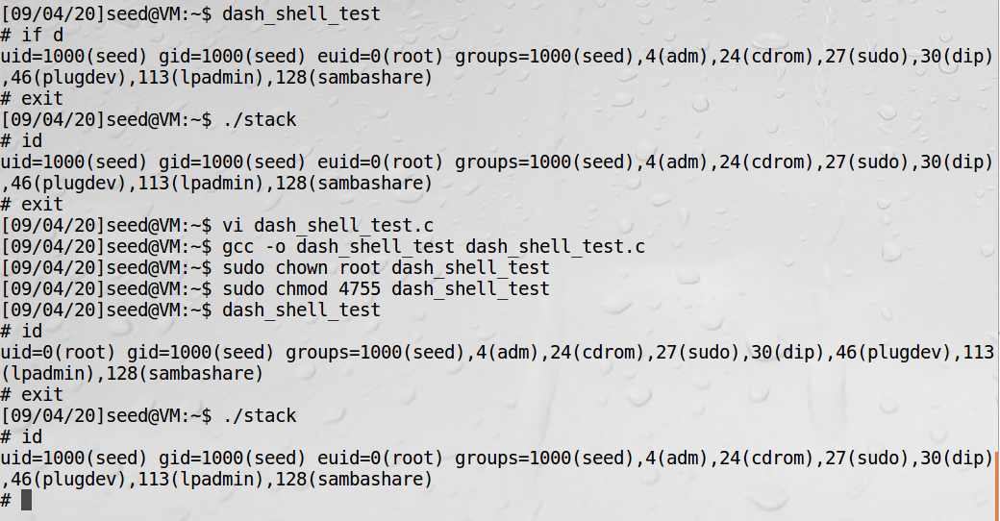 [09/04/20]seed@VM:~$ dash_shell_test
# if d
uid=1000(seed) gid=1000(seed) euid=0(root) groups=1000(seed),4(adm),24(cdrom),27(sudo),30(dip)
,46(plugdev),113(lpadmin),128(sambashare)
# exit
[09/04/20]seed@VM:~$ ./stack
# id
uid=1000(seed) gid=1000(seed) euid=0(root) groups=1000(seed),4(adm),24(cdrom),27(sudo),30(dip)
,46(plugdev),113(lpadmin),128(sambashare)
# exit
[09/04/20]seed@VM:~$ vi dash_shell_test.c
[09/04/20]seed@VM:~$ gcc -o dash_shell_test dash_shell_test.c
[09/04/20]seed@VM:~$ sudo chown root dash_shell_test
[09/04/20]seed@VM:~$ sudo chmod 4755 dash_shell_test
[09/04/20]seed@VM:~$ dash_shell_test
# id
uid=0(root) gid=1000(seed) groups=1000(seed),4(adm),24(cdrom),27(sudo),30(dip),46(plugdev),113
(lpadmin),128(sambashare)
# exit
[09/04/20]seed@VM:~$ ./stack
# id
uid=1000(seed) gid=1000(seed) euid=0(root) groups=1000(seed),4(adm),24(cdrom),27(sudo),30(dip)
,46(plugdev),113(lpadmin),128(sambashare)
#